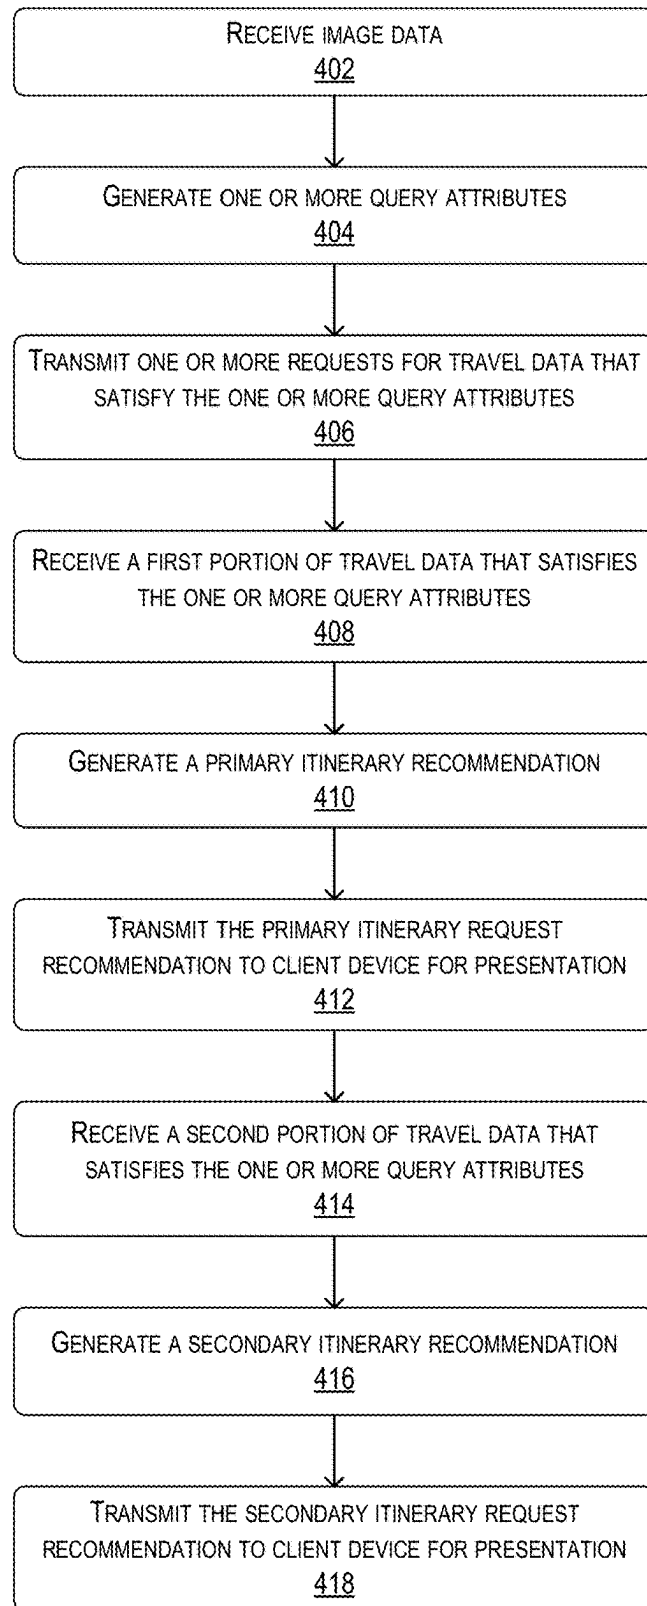 RECEIVE IMAGE DATA
402
GENERATE ONE OR MORE QUERY ATTRIBUTES
404
TRANSMIT ONE OR MORE REQUESTS FOR TRAVEL DATA THAT
SATISFY THE ONE OR MORE QUERY ATTRIBUTES
406
RECEIVE A FIRST PORTION OF TRAVEL DATA THAT SATISFIES
THE ONE OR MORE QUERY ATTRIBUTES
408
GENERATE A PRIMARY ITINERARY RECOMMENDATION
410
TRANSMIT THE PRIMARY ITINERARY REQUEST
RECOMMENDATION TO CLIENT DEVICE FOR PRESENTATION
412
RECEIVE A SECOND PORTION OF TRAVEL DATA THAT
SATISFIES THE ONE OR MORE QUERY ATTRIBUTES
414
GENERATE A SECONDARY ITINERARY RECOMMENDATION
416
TRANSMIT THE SECONDARY ITINERARY REQUEST
RECOMMENDATION TO CLIENT DEVICE FOR PRESENTATION
418